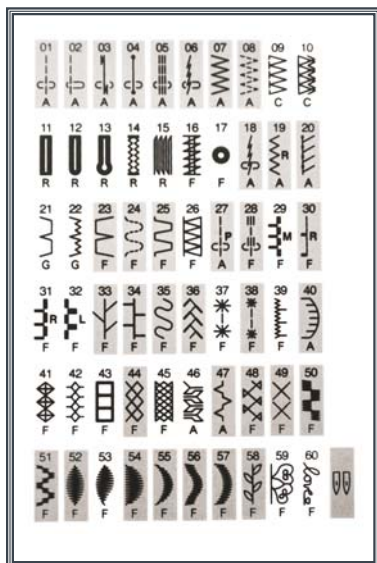 01 02 03 04 05 06 07 08 09 10
A A A A A A A A C C
11 12 13 14 15 16 17 18 19 20
R
R R R R R F F A A A
21 22 23 24 25 26 27 28 29 30
P M R
G G F F F F A F F F
31 32 33 34 35 36 37 38 39 40
R L
F F F F F F F F F A
41 42 43 44 45 46 47 48 49 50
F F F F F A A F F F
51 52 53 54 55 56 57 58 59 60
love
F F F F F F F F F F